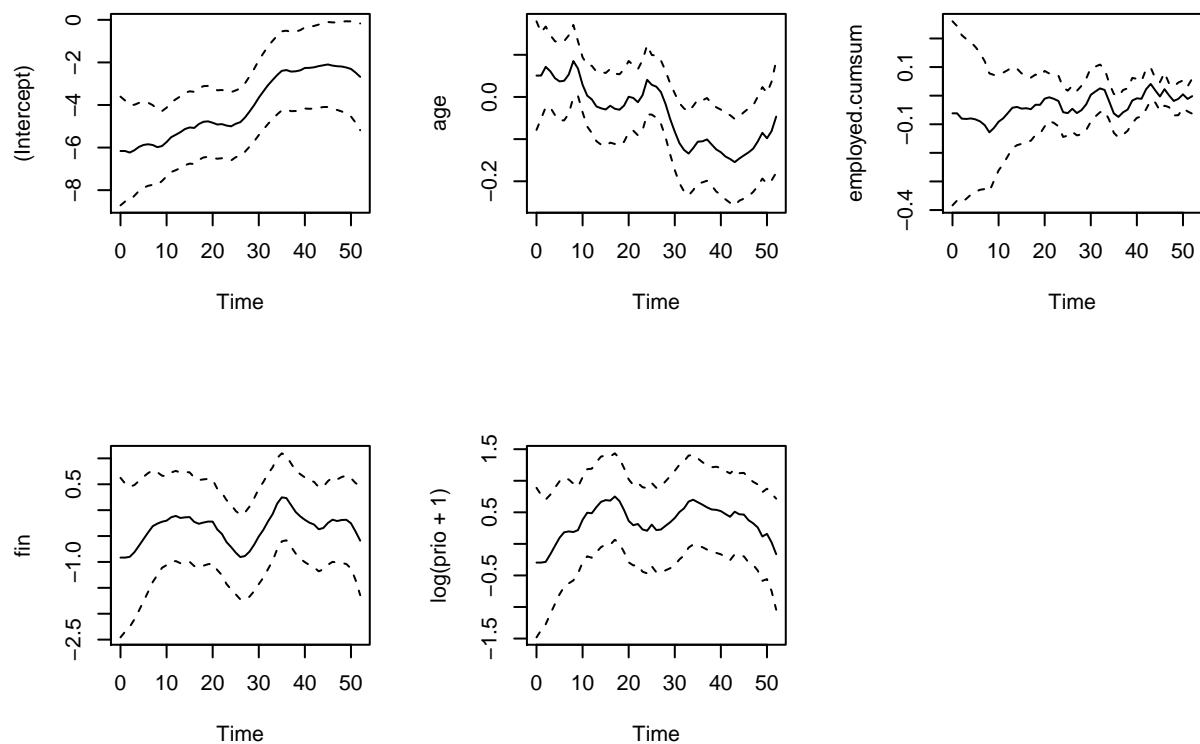 (Intercept)
0
−2
−4
−6
−8
0 10 20 30 40 50
Time
age
0.0
−0.2
0 10 20 30 40 50
Time
employed.cumsum
0.1
−0.1
−0.4
0 10 20 30 40 50
Time
fin
0.5
−1.0
−2.5
0 10 20 30 40 50
Time
log(prio + 1)
1.5
0.5
−0.5
−1.5
0 10 20 30 40 50
Time